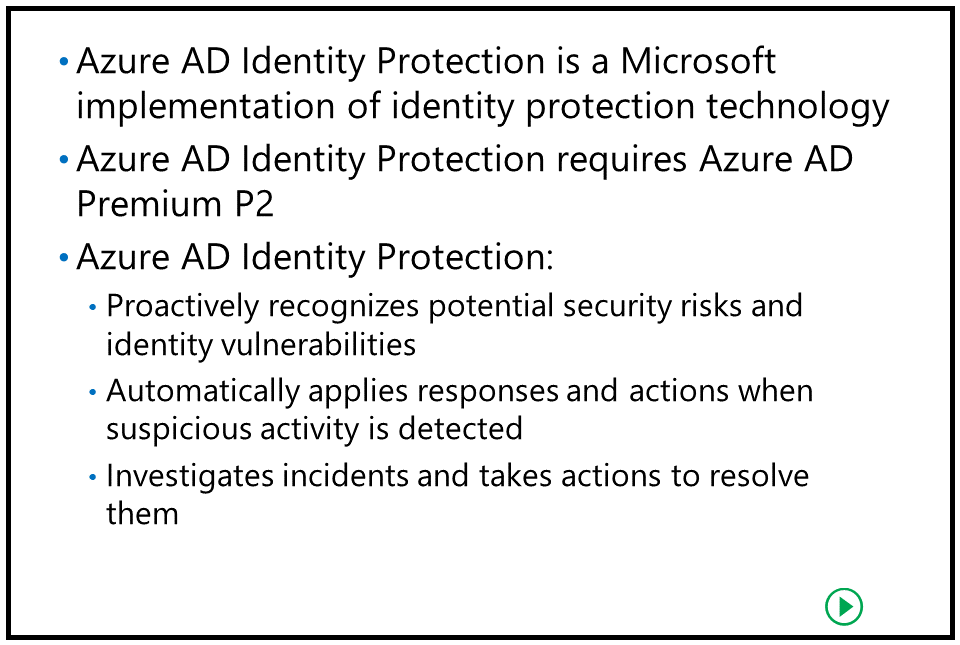 • Azure AD Identity Protection is a Microsoft
implementation of identity protection technology
• Azure AD Identity Protection requires Azure AD
Premium P2
• Azure AD Identity Protection:
• Proactively recognizes potential security risks and
identity vulnerabilities
• Automatically applies responses and actions when
suspicious activity is detected
• Investigates incidents and takes actions to resolve
them